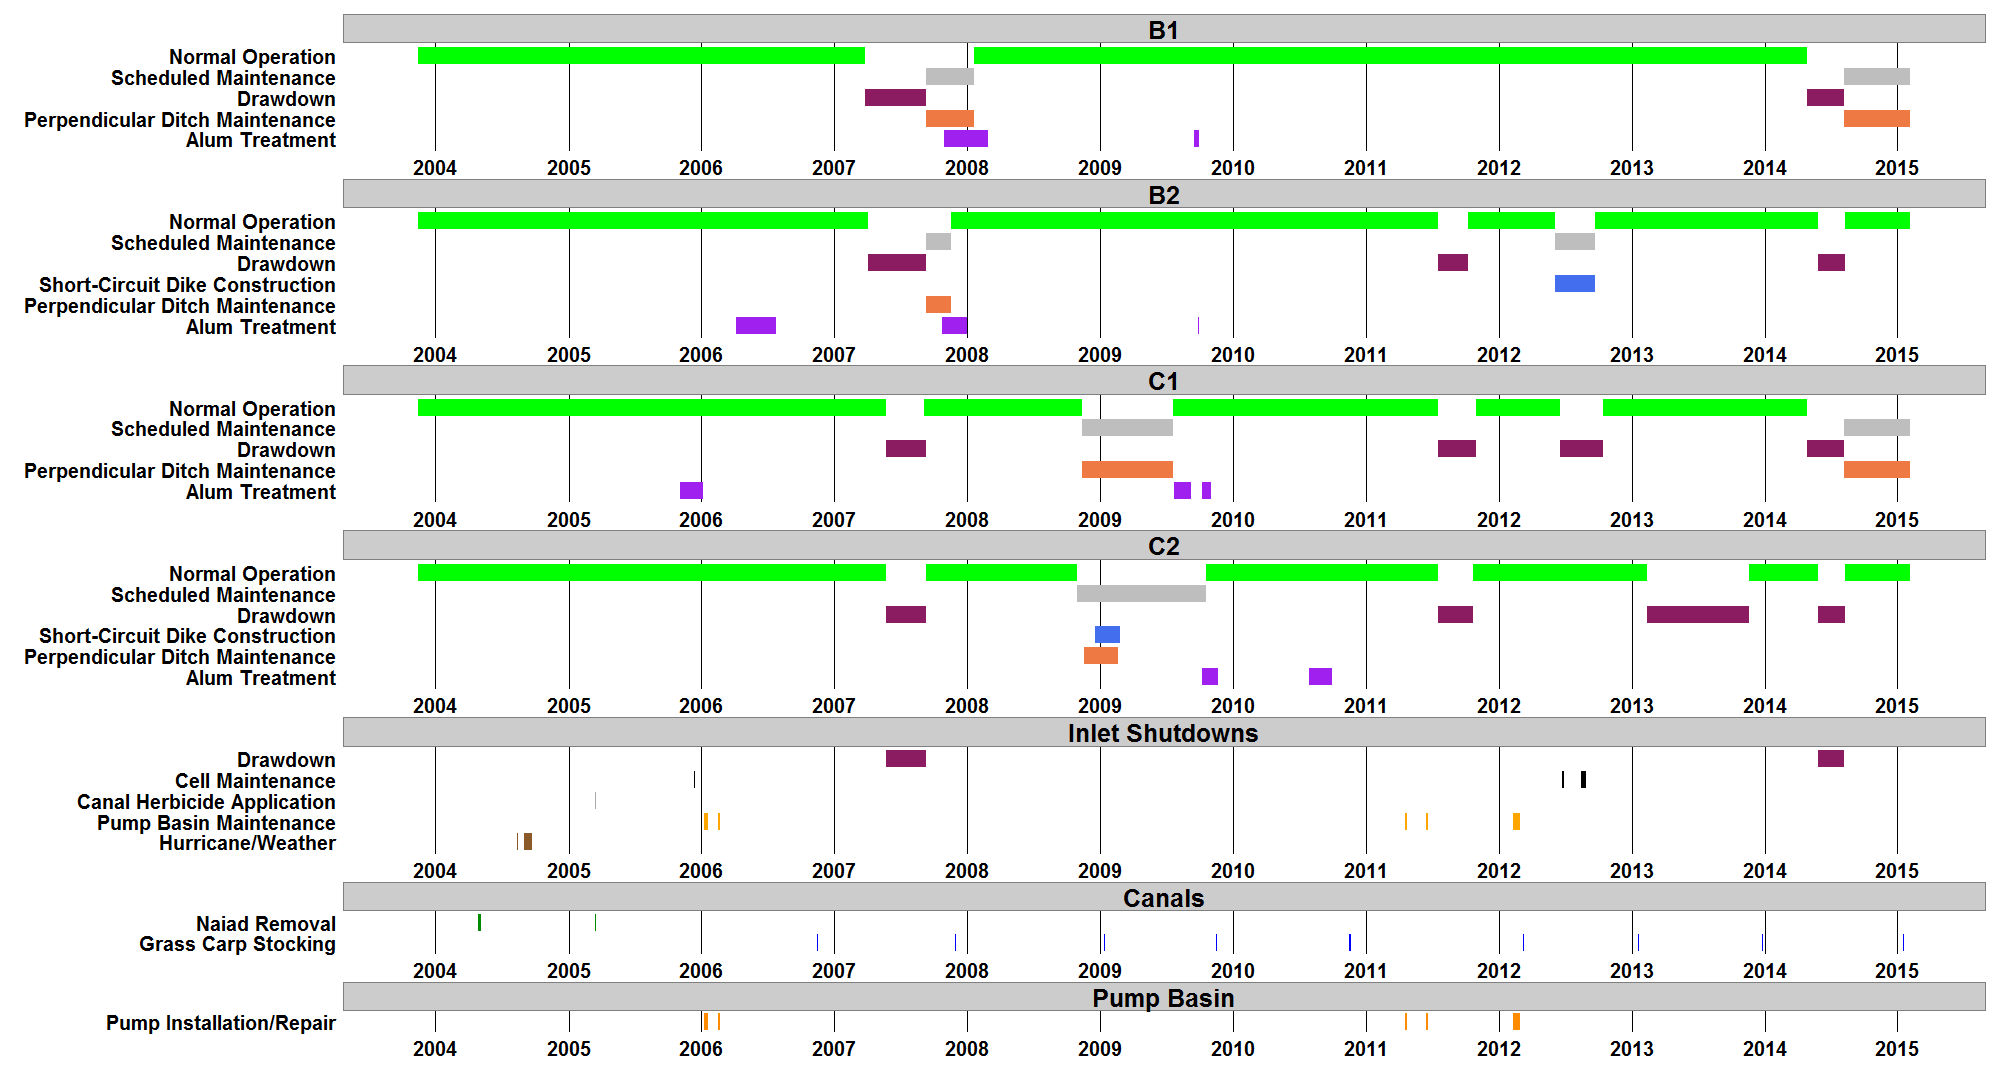 B1
Normal Operation
Scheduled Maintenance
Drawdown
Perpendicular Ditch Maintenance
Alum Treatment
2004 2005 2006 2007 2008 2009 2010 2011 2012 2013 2014 2015
B2
Normal Operation
Scheduled Maintenance
Drawdown
Short-Circuit Dike Construction
Perpendicular Ditch Maintenance
Alum Treatment
2004 2005 2006 2007 2008 2009 2010 2011 2012 2013 2014 2015
C1
Normal Operation
Scheduled Maintenance
Drawdown
Perpendicular Ditch Maintenance
Alum Treatment
2004 2005 2006 2007 2008 2009 2010 2011 2012 2013 2014 2015
C2
Normal Operation
Scheduled Maintenance
Drawdown
Short-Circuit Dike Construction
Perpendicular Ditch Maintenance
Alum Treatment
2004 2005 2006 2007 2008 2009 2010 2011 2012 2013 2014 2015
Inlet Shutdowns
Drawdown
Cell Maintenance
Canal Herbicide Application
Pump Basin Maintenance
Hurricane/Weather
2004 2005 2006 2007 2008 2009 2010 2011 2012 2013 2014 2015
Canals
Naiad Removal
Grass Carp Stocking
2004 2005 2006 2007 2008 2009 2010 2011 2012 2013 2014 2015
Pump Basin
Pump Installation/Repair
2004 2005 2006 2007 2008 2009 2010 2011 2012 2013 2014 2015